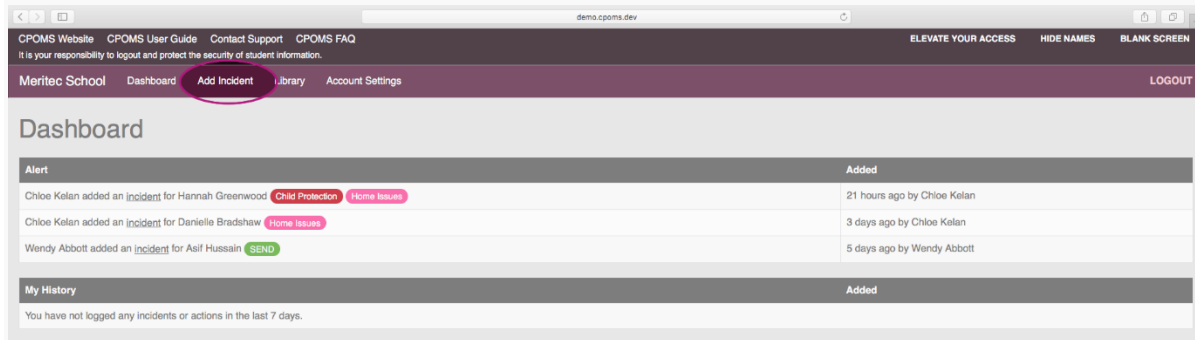 demo.cpoms.dev
CPOMS Website CPOMS User Guide Contact Support CPOMS FAQ ELEVATE YOUR ACCESS HIDE NAMES BLANK SCREEN
It is your responsibility to logout and protect the security of student information.
Meritec School Dashboard Add Incident Library Account Settings LOGOUT
Dashboard
Alert Added
Chloe Kelan added an incident for Hannah Greenwood Child Protection Home Issues 21 hours ago by Chloe Kelan
Chloe Kelan added an incident for Danielle Bradshaw Home Issues 3 days ago by Chloe Kelan
Wendy Abbott added an incident for Asif Hussain SEND 5 days ago by Wendy Abbott
My History Added
You have not logged any incidents or actions in the last 7 days.